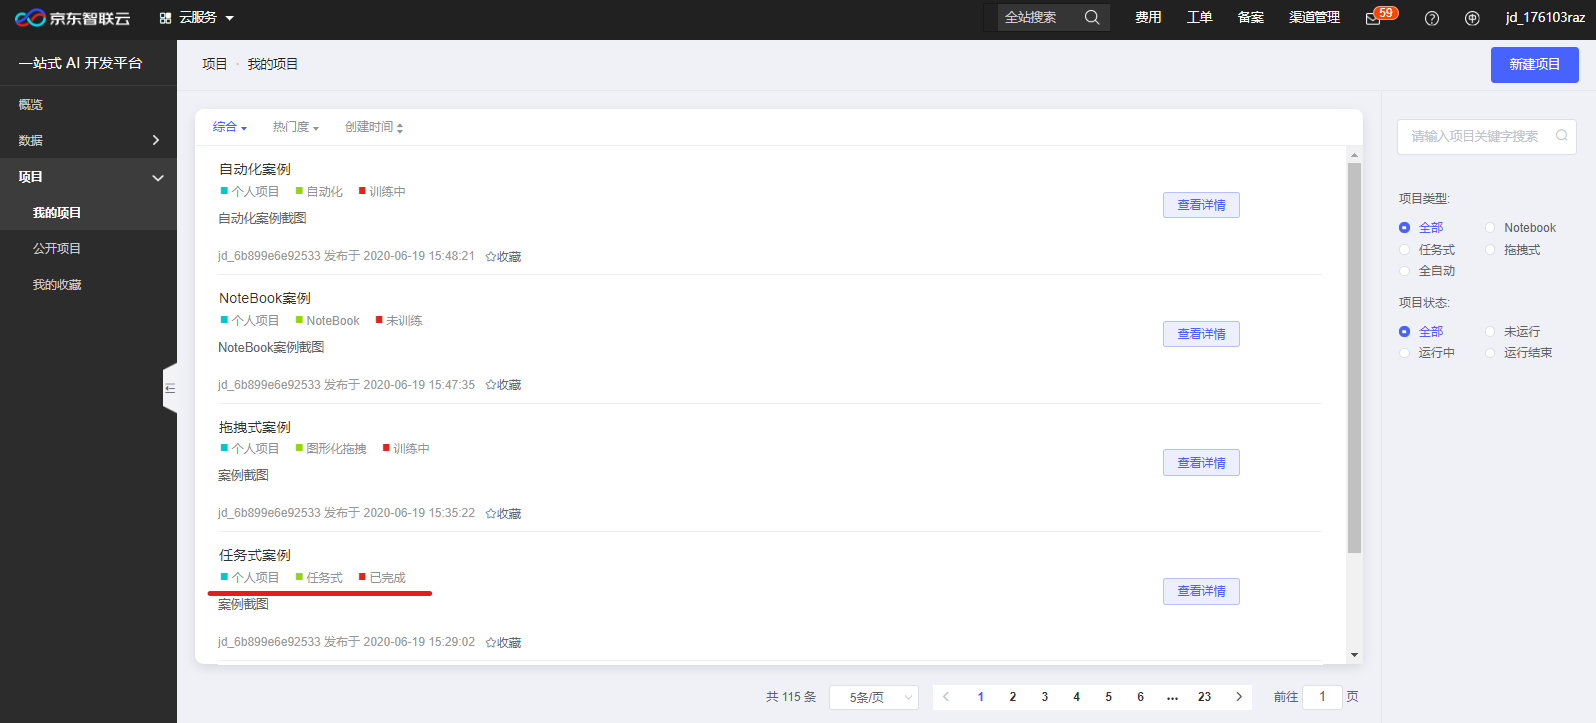 京东智联云 云服务 全站搜索 费用 工单 备案 渠道管理 59 jd_176103raz
一站式 AI 开发平台
概览
数据
项目
我的项目
公开项目
我的收藏
项目 · 我的项目 新建项目
综合 热门度 创建时间
自动化案例
个人项目 自动化 训练中
自动化案例截图
查看详情
jd_6b899e6e92533 发布于 2020-06-19 15:48:21 收藏
NoteBook案例
个人项目 NoteBook 未训练
NoteBook案例截图
查看详情
jd_6b899e6e92533 发布于 2020-06-19 15:47:35 收藏
拖拽式案例
个人项目 图形化拖拽 训练中
案例截图
查看详情
jd_6b899e6e92533 发布于 2020-06-19 15:35:22 收藏
任务式案例
个人项目 任务式 已完成
案例截图
查看详情
jd_6b899e6e92533 发布于 2020-06-19 15:29:02 收藏
共 115 条 5条/页 1 2 3 4 5 6 ... 23 前往 1 页
请输入项目关键字搜索
项目类型:
全部 Notebook
任务式 拖拽式
全自动
项目状态:
全部 未运行
运行中 运行结束